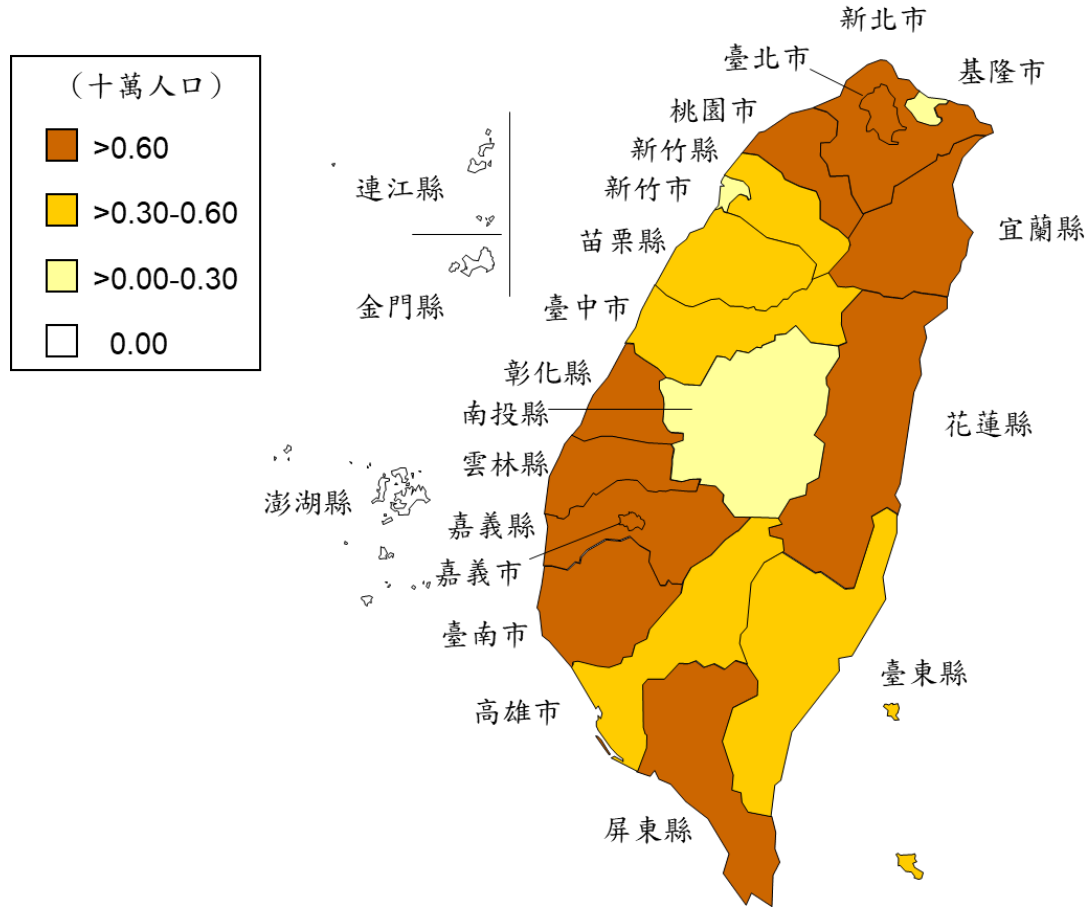 （十萬人口）
>0.60
>0.30-0.60
>0.00-0.30
0.00
新北市
臺北市
基隆市
桃園市
新竹縣
連江縣
新竹市
宜蘭縣
苗栗縣
金門縣
臺中市
彰化縣
南投縣
花蓮縣
雲林縣
澎湖縣
嘉義縣
嘉義市
臺南市
臺東縣
高雄市
屏東縣